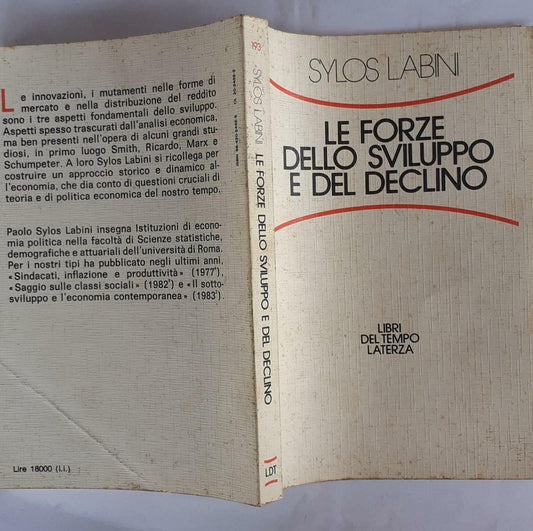 Le innovazioni, i mutamenti nelle forme di
mercato e nella distribuzione del reddito
sono i tre aspetti fondamentali dello sviluppo.
Aspetti spesso trascurati dall'analisi economica,
ma ben presenti nell'opera di alcuni grandi stu-
diosi, in primo luogo Smith, Ricardo, Marx e
Schumpeter. A loro Sylos Labini si ricollega per
costruire un approccio storico e dinamico al-
l'economia, che dia conto di questioni cruciali di
teoria e di politica economica del nostro tempo.
Paolo Sylos Labini insegna Istituzioni di econo-
mia politica nella facoltà di Scienze statistiche,
demografiche e attuariali dell'università di Roma.
Per i nostri tipi ha pubblicato negli ultimi anni,
«Sindacati, inflazione e produttività» (1977²),
«Saggio sulle classi sociali» (1982²) e «Il sotto-
sviluppo e l'economia contemporanea» (1983²).
Lire 18000 (i.i.)
193
SYLOS LABINI LE FORZE DELLO SVILUPPO E DEL DECLINO
LDT
SYLOS LABINI
LE FORZE
DELLO SVILUPPO
E DEL DECLINO
LIBRI
DEL TEMPO
LATERZA